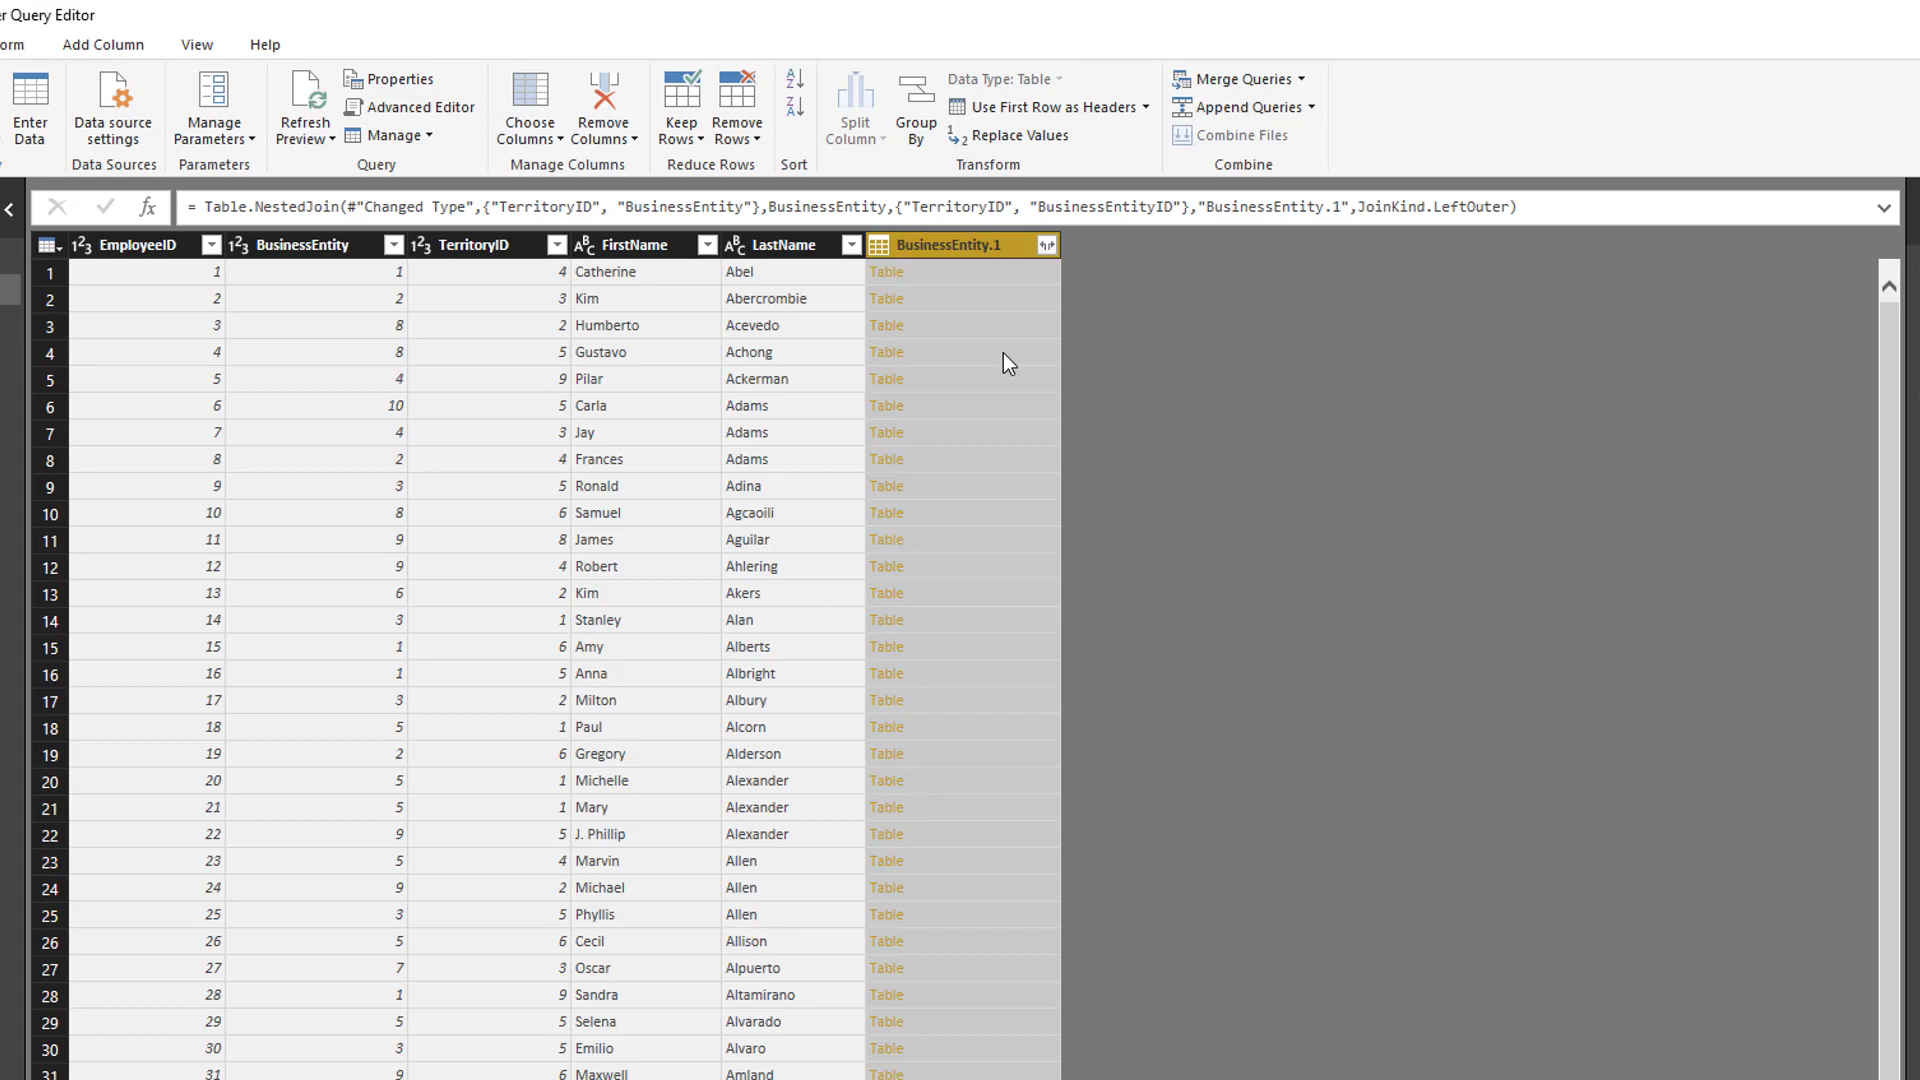 er Query Editor
orm Add Column View Help
Enter Data
Data source settings
Data Sources
Manage Parameters
Parameters
Refresh Preview
Properties
Advanced Editor
Manage
Query
Choose Columns
Remove Columns
Manage Columns
Keep Rows
Remove Rows
Reduce Rows
Sort
Split Column
Group By
Data Type: Table
Use First Row as Headers
Replace Values
Transform
Merge Queries
Append Queries
Combine Files
Combine
fx = Table.NestedJoin(#"Changed Type",{"TerritoryID", "BusinessEntity"},BusinessEntity,{"TerritoryID", "BusinessEntityID"},"BusinessEntity.1",JoinKind.LeftOuter)
EmployeeID BusinessEntity TerritoryID FirstName LastName BusinessEntity.1
1 1 1 4 Catherine Abel Table
2 2 2 3 Kim Abercrombie Table
3 3 8 2 Humberto Acevedo Table
4 4 8 5 Gustavo Achong Table
5 5 4 9 Pilar Ackerman Table
6 6 10 5 Carla Adams Table
7 7 4 3 Jay Adams Table
8 8 2 4 Frances Adams Table
9 9 3 5 Ronald Adina Table
10 10 8 6 Samuel Agcaoili Table
11 11 9 8 James Aguilar Table
12 12 9 4 Robert Ahlering Table
13 13 6 2 Kim Akers Table
14 14 3 1 Stanley Alan Table
15 15 1 6 Amy Alberts Table
16 16 1 5 Anna Albright Table
17 17 3 2 Milton Albury Table
18 18 5 1 Paul Alcorn Table
19 19 2 6 Gregory Alderson Table
20 20 5 1 Michelle Alexander Table
21 21 5 1 Mary Alexander Table
22 22 9 5 J. Phillip Alexander Table
23 23 5 4 Marvin Allen Table
24 24 9 2 Michael Allen Table
25 25 3 5 Phyllis Allen Table
26 26 5 6 Cecil Allison Table
27 27 7 3 Oscar Alpuerto Table
28 28 1 9 Sandra Altamirano Table
29 29 5 5 Selena Alvarado Table
30 30 3 5 Emilio Alvaro Table
31 31 9 6 Maxwell Amland Table